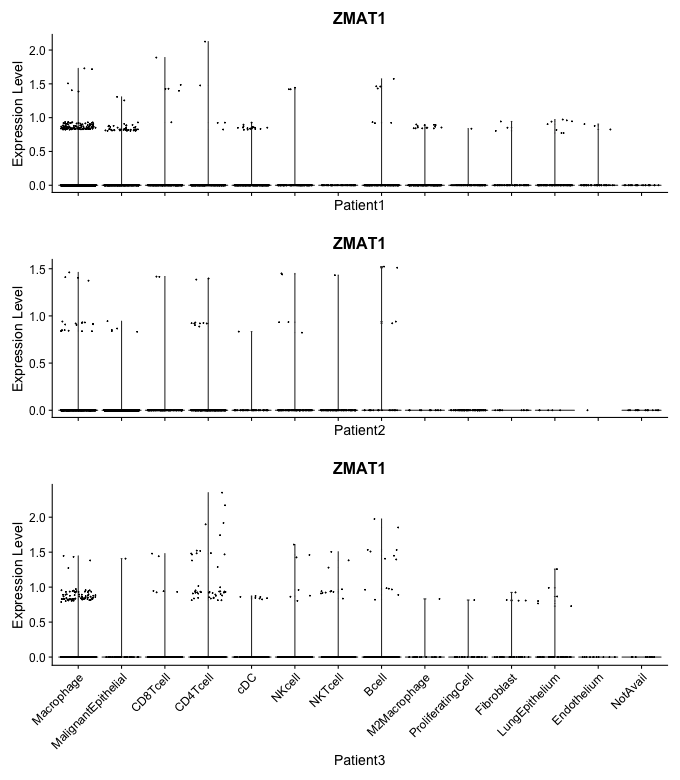 ZMAT1
Expression Level
2.0
1.5
1.0
0.5
0.0
Patient1
ZMAT1
Expression Level
1.5
1.0
0.5
0.0
Patient2
ZMAT1
Expression Level
2.0
1.5
1.0
0.5
0.0
Macrophage
MalignantEpithelial
CD8Tcell
CD4Tcell
cDC
NKcell
NKTcell
Bcell
M2Macrophage
ProliferatingCell
Fibroblast
LungEpithelium
Endothelium
NotAvail
Patient3